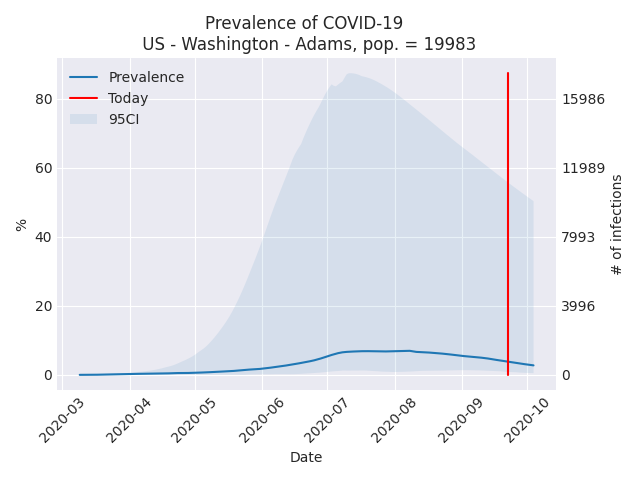 Prevalence of COVID-19
US - Washington - Adams, pop. = 19983
Prevalence
Today
95CI
80
60
40
20
0
%
15986
11989
7993
3996
0
# of infections
2020-03
2020-04
2020-05
2020-06
2020-07
2020-08
2020-09
2020-10
Date